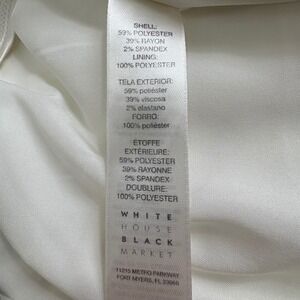 SHELL:
59% POLYESTER
39% RAYON
2% SPANDEX
LINING:
100% POLYESTER
TELA EXTERIOR:
59% poliéster
39% viscosa
2% elastano
FORRO:
100% poliéster
ÉTOFFE
EXTÉRIEURE:
59% POLYESTER
39% RAYONNE
2% SPANDEX
DOUBLURE:
100% POLYESTER
WHITE
HOUSE
BLACK
MARKET
11215 METRO PARKWAY
FORT MYERS, FL 33966